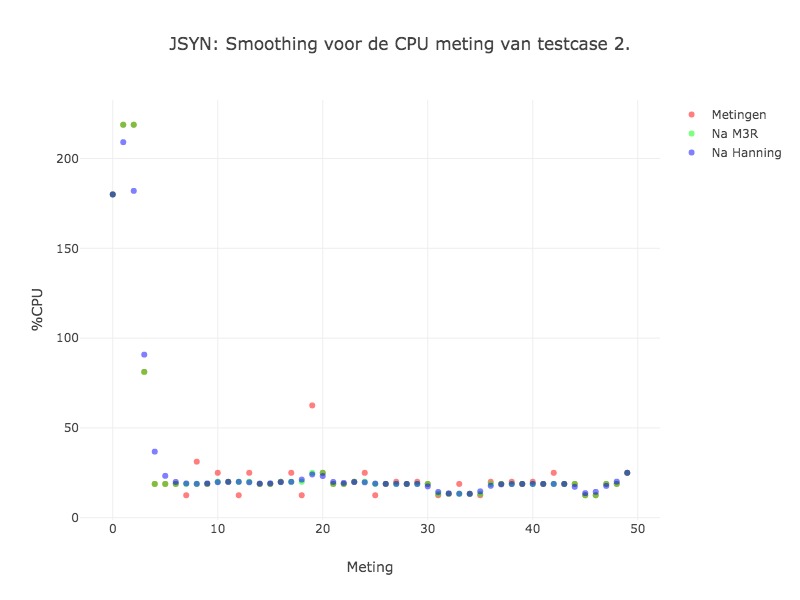 JSYN: Smoothing voor de CPU meting van testcase 2.
Metingen
Na M3R
Na Hanning
200
150
100
50
0
%CPU
0 10 20 30 40 50
Meting